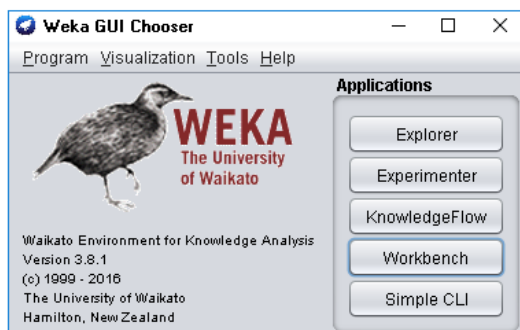 Weka GUI Chooser
Program Visualization Tools Help
WEKA
The University
of Waikato
Waikato Environment for Knowledge Analysis
Version 3.8.1
(c) 1999 - 2016
The University of Waikato
Hamilton, New Zealand
Applications
Explorer
Experimenter
KnowledgeFlow
Workbench
Simple CLI